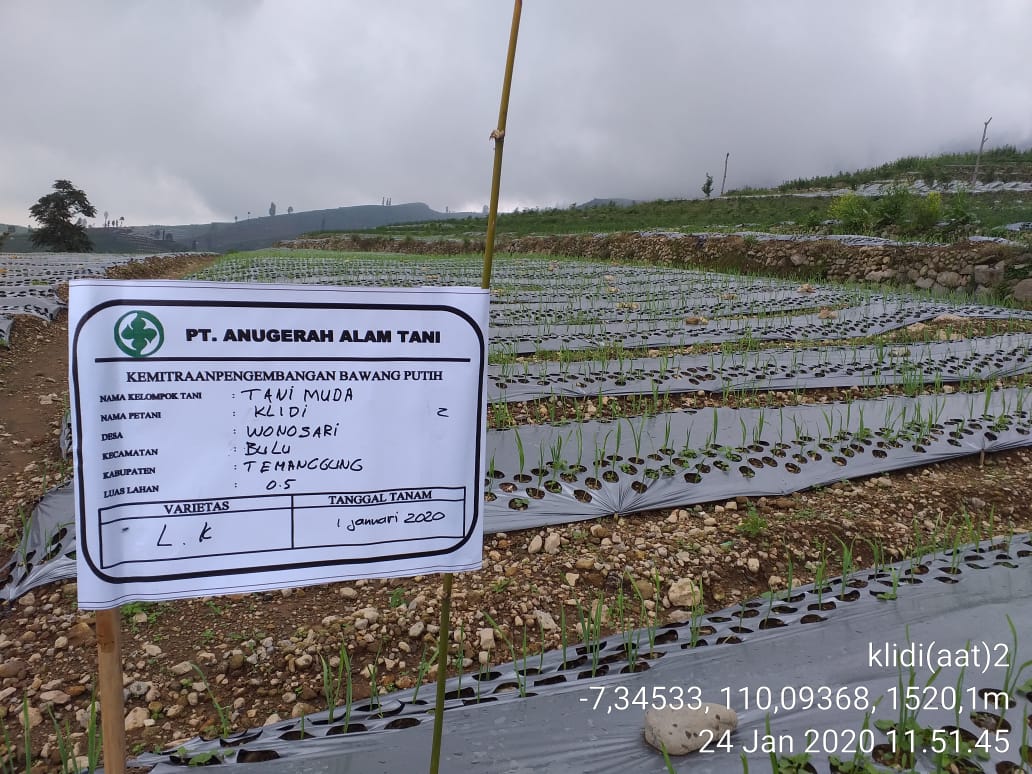 PT. ANUGERAH ALAM TANI
KEMITRAANPENGEMBANGAN BAWANG PUTIH
NAMA KELOMPOK TANI : TANI MUDA
NAMA PETANI : KLIDI 2
DESA : WONOSARI
KECAMATAN : BULU
KABUPATEN : TEMANGGUNG
LUAS LAHAN : 0.5
VARIETAS TANGGAL TANAM
L.K 1 januari 2020
klidi(aat)2
-7,34533, 110,09368, 1520,1m
24 Jan 2020 11.51.45